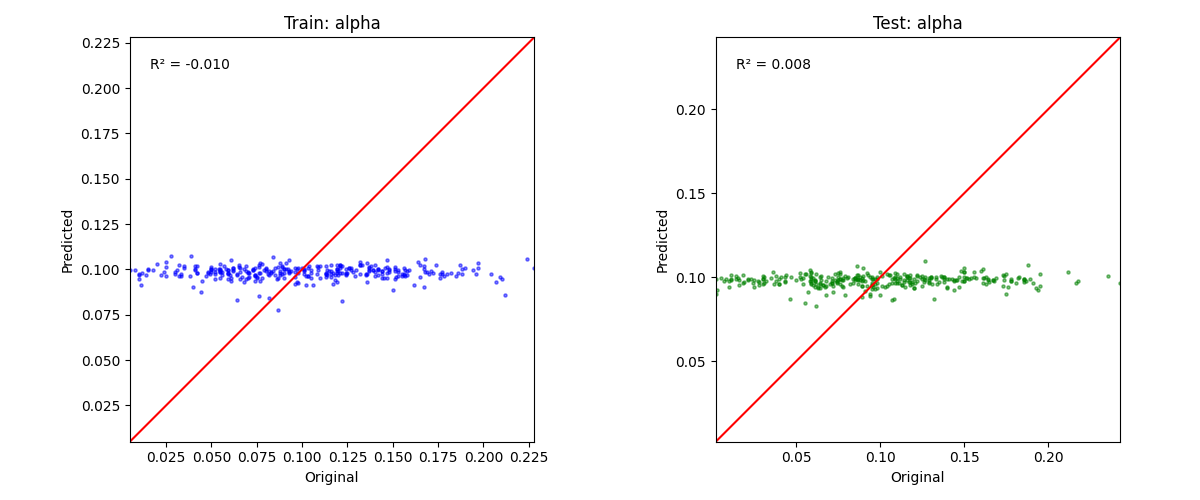 Train: alpha
R² = -0.010
0.225
0.200
0.175
0.150
0.125
0.100
0.075
0.050
0.025
Predicted
0.025 0.050 0.075 0.100 0.125 0.150 0.175 0.200 0.225
Original
Test: alpha
R² = 0.008
0.20
0.15
0.10
0.05
Predicted
0.05 0.10 0.15 0.20
Original